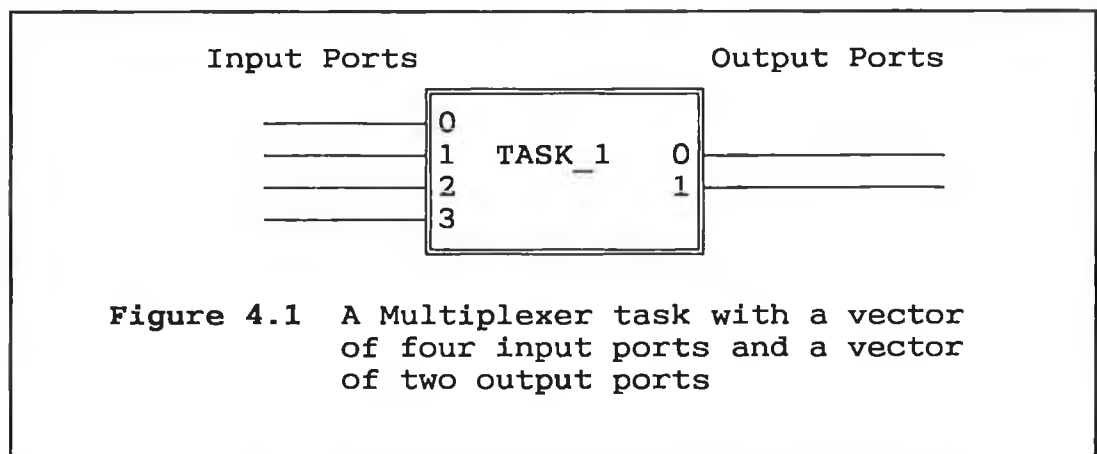 Input Ports Output Ports
0
1 TASK_1 0
2 1
3
Figure 4.1 A Multiplexer task with a vector
of four input ports and a vector
of two output ports